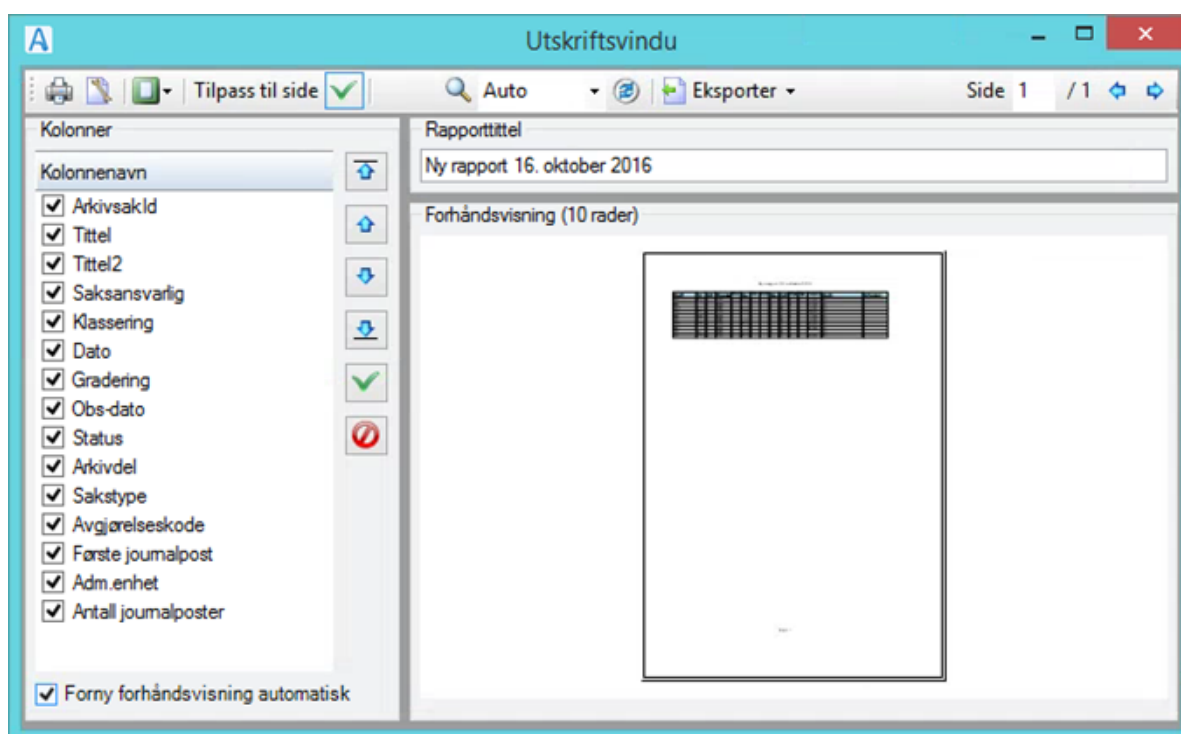 A
Utskriftsvindu
Tilpass til side
Auto
Eksporter
Side 1 / 1
Kolonner
Kolonnenavn
ArkivsakId
Tittel
Tittel2
Saksansvarlig
Klassering
Dato
Gradering
Obs-dato
Status
Arkivdel
Sakstype
Avgjørelseskode
Første journalpost
Adm.enhet
Antall journalposter
Forny forhåndsvisning automatisk
Rapporttittel
Ny rapport 16. oktober 2016
Forhåndsvisning (10 rader)